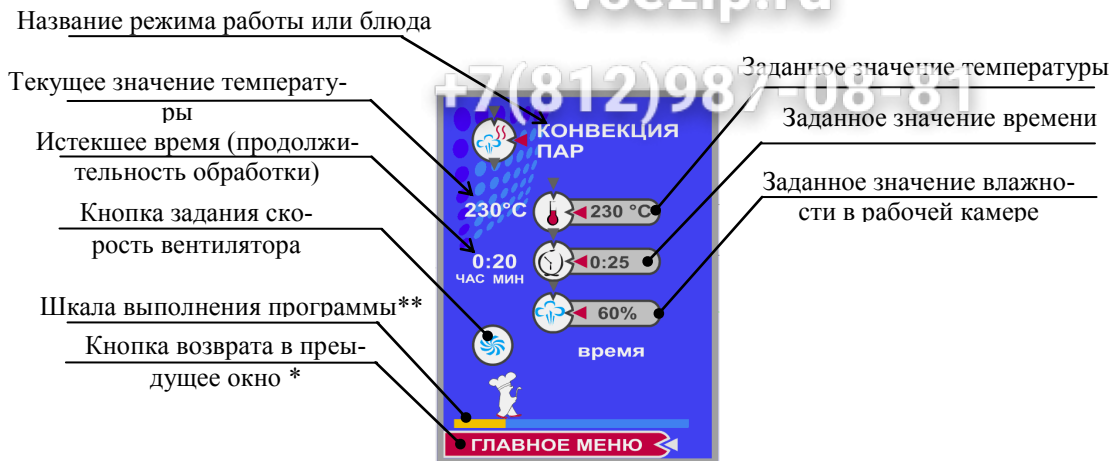 vsezip.ru
Название режима работы или блюда
+7(812)987-08-81
Заданное значение температуры
Текущее значение температу-
ры
Заданное значение времени
КОНВЕКЦИЯ
ПАР
Истекшее время (продолжи-
тельность обработки)
Заданное значение влажно-
сти в рабочей камере
230°C
230 °C
Кнопка задания ско-
рость вентилятора
0:20
ЧАС МИН
0:25
Шкала выполнения программы**
60%
Кнопка возврата в преы-
дущее окно *
время
ГЛАВНОЕ МЕНЮ